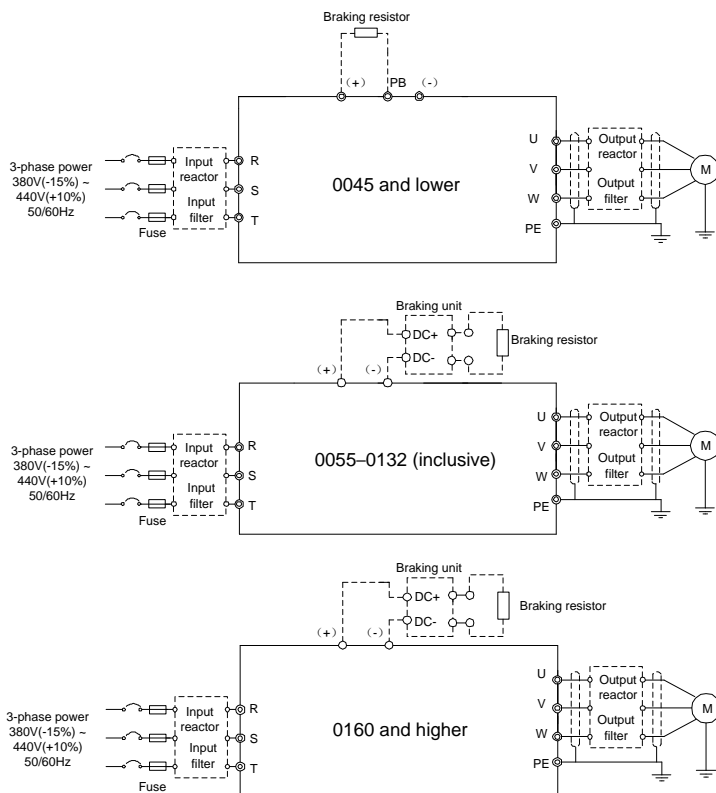 Braking resistor
(+)
PB
(-)
3-phase power
380V(-15%) ~
440V(+10%)
50/60Hz
Fuse
Input
reactor
Input
filter
R
S
T
0045 and lower
U
V
W
PE
Output
reactor
Output
filter
M
Braking unit
DC+
DC-
Braking resistor
(+)
(-)
3-phase power
380V(-15%) ~
440V(+10%)
50/60Hz
Fuse
Input
reactor
Input
filter
R
S
T
0055–0132 (inclusive)
U
V
W
PE
Output
reactor
Output
filter
M
Braking unit
DC+
DC-
Braking resistor
(+)
(-)
3-phase power
380V(-15%) ~
440V(+10%)
50/60Hz
Fuse
Input
reactor
Input
filter
R
S
T
0160 and higher
U
V
W
PE
Output
reactor
Output
filter
M